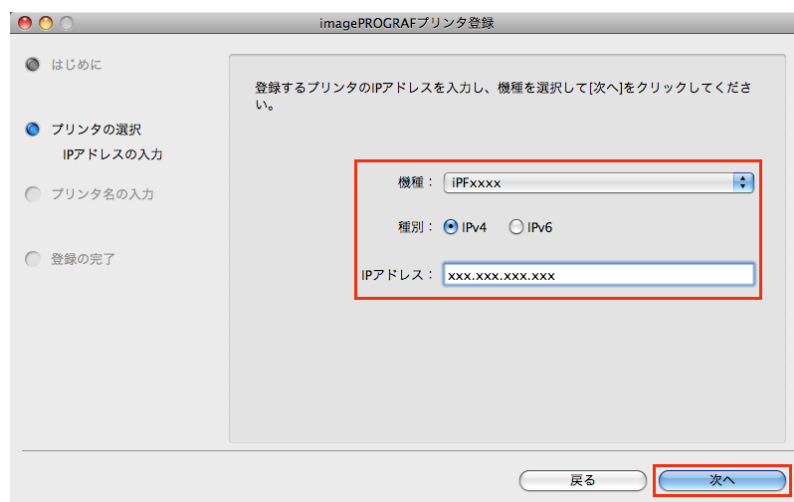 imagePROGRAFプリンタ登録
はじめに
プリンタの選択
IPアドレスの入力
プリンタ名の入力
登録の完了
登録するプリンタのIPアドレスを入力し、機種を選択して[次へ]をクリックしてくださ
い。
機種： iPFxxxx
種別： IPv4 IPv6
IPアドレス： xxx.xxx.xxx.xxx
戻る 次へ